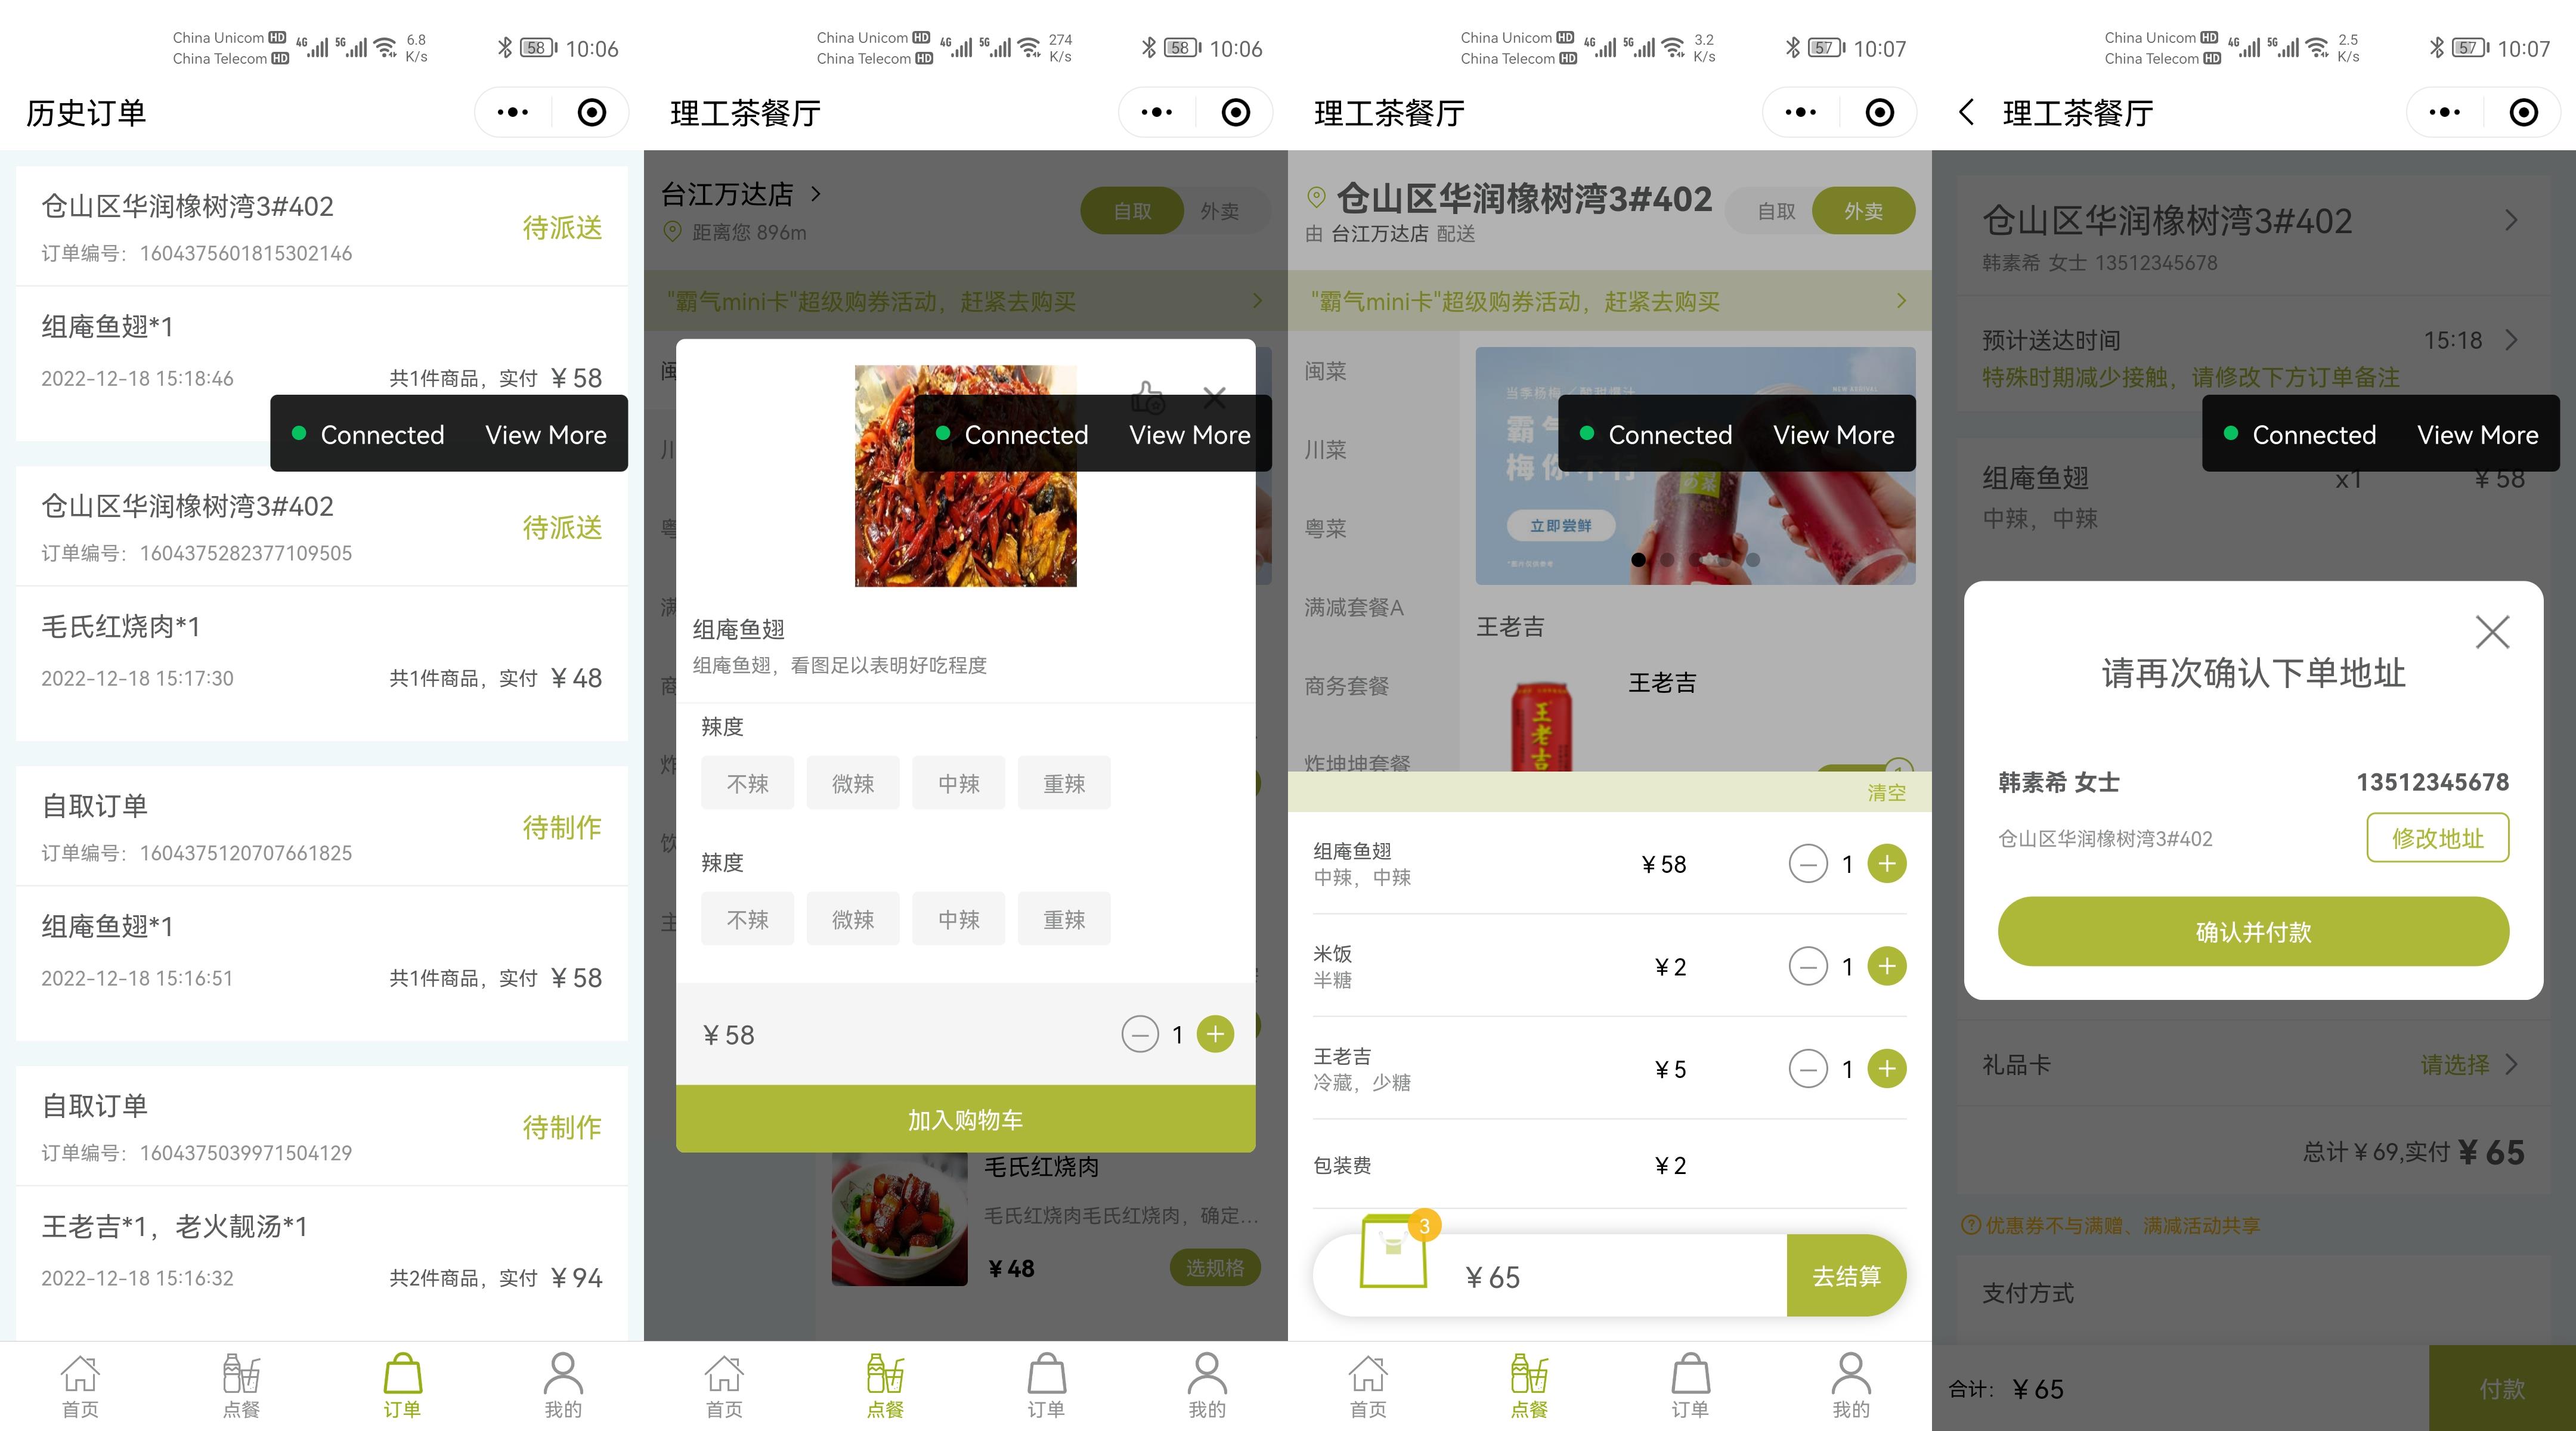 China Unicom HD
China Telecom HD
4G
5G
6.8
K/s
58
10:06
历史订单
仓山区华润橡树湾3#402
待派送
订单编号：1604375601815302146
组庵鱼翅*1
2022-12-18 15:18:46
共1件商品，实付 ￥58
Connected
View More
仓山区华润橡树湾3#402
待派送
订单编号：1604375282377109505
毛氏红烧肉*1
2022-12-18 15:17:30
共1件商品，实付 ￥48
自取订单
待制作
订单编号：1604375120707661825
组庵鱼翅*1
2022-12-18 15:16:51
共1件商品，实付 ￥58
自取订单
待制作
订单编号：1604375039971504129
王老吉*1，老火靓汤*1
2022-12-18 15:16:32
共2件商品，实付 ￥94
首页
点餐
订单
我的
China Unicom HD
China Telecom HD
4G
5G
274
K/s
58
10:06
理工茶餐厅
台江万达店
自取
外卖
距离您 896m
"霸气mini卡"超级购券活动，赶紧去购买
Connected
View More
组庵鱼翅
组庵鱼翅，看图足以表明好吃程度
辣度
不辣
微辣
中辣
重辣
辣度
不辣
微辣
中辣
重辣
￥58
1
加入购物车
毛氏红烧肉
毛氏红烧肉毛氏红烧肉，确定...
￥48
选规格
首页
点餐
订单
我的
China Unicom HD
China Telecom HD
4G
5G
3.2
K/s
57
10:07
理工茶餐厅
仓山区华润橡树湾3#402
自取
外卖
由 台江万达店 配送
"霸气mini卡"超级购券活动，赶紧去购买
闽菜
川菜
粤菜
满减套餐A
商务套餐
炸坤坤套餐
当季杨梅／酸甜爆汁
霸气
立即尝鲜
Connected
View More
王老吉
王老吉
王老吉
清空
组庵鱼翅
中辣，中辣
￥58
1
米饭
半糖
￥2
1
王老吉
冷藏，少糖
￥5
1
包装费
￥2
3
￥65
去结算
首页
点餐
订单
我的
China Unicom HD
China Telecom HD
4G
5G
2.5
K/s
57
10:07
理工茶餐厅
仓山区华润橡树湾3#402
韩素希 女士 13512345678
预计送达时间
15:18
特殊时期减少接触，请修改下方订单备注
Connected
View More
组庵鱼翅
x1
￥58
中辣，中辣
请再次确认下单地址
韩素希 女士
13512345678
仓山区华润橡树湾3#402
修改地址
确认并付款
礼品卡
请选择
总计￥69,实付￥65
优惠券不与满赠、满减活动共享
支付方式
合计：￥65
付款